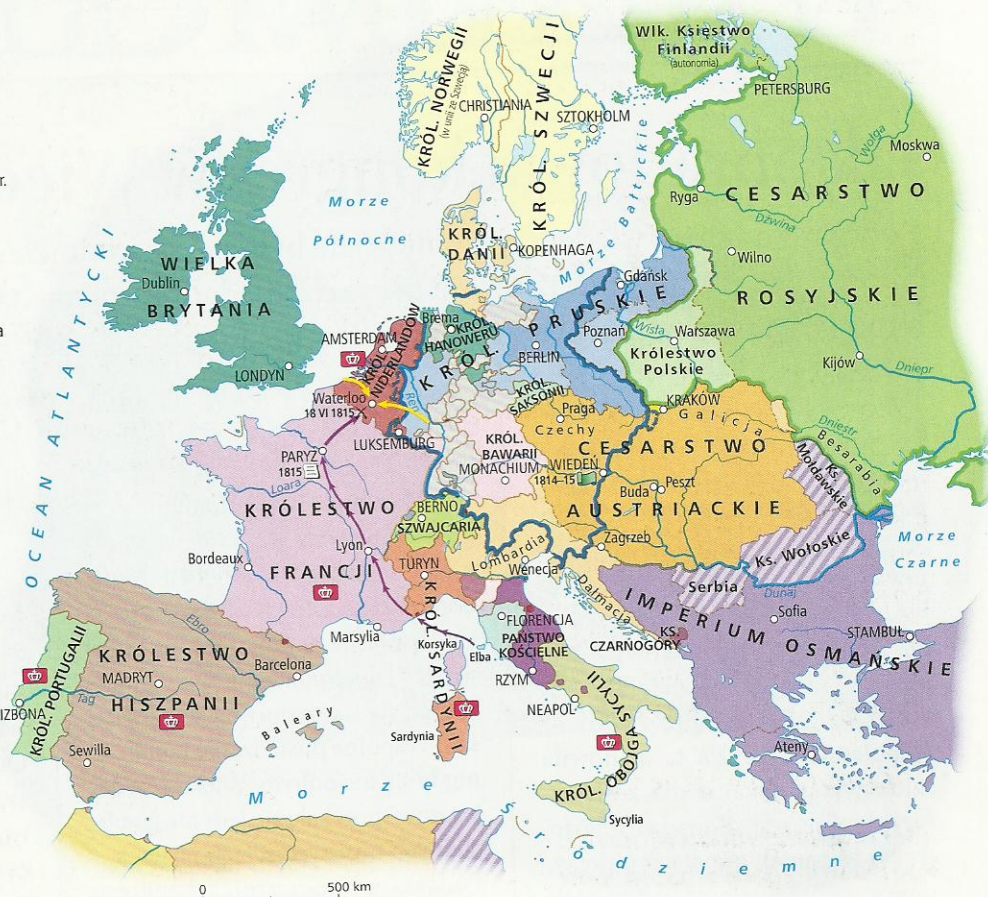 Wlk. Księstwo
Finlandii
(autonomia)
PETERSBURG
KRÓL. NORWEGII
(w unii ze Szwecją)
CHRISTIANIA
KRÓL. SZWECJI
SZTOKHOLM
Morze Bałtyckie
Wołga
Moskwa
r.
Ryga
CESARSTWO
ROSYJSKIE
Dźwina
Wilno
Morze
Północne
KRÓL.
DANII
KOPENHAGA
OCEAN ATLANTYCKI
WIELKA
BRYTANIA
Dublin
LONDYN
a
Gdańsk
KRÓL. PRUSKIE
Poznań
BERLIN
Wisła
Warszawa
Królestwo
Polskie
Kijów
Dniepr
Brema
KRÓL.
HANOWERU
AMSTERDAM
KRÓL.
NIDERLANDÓW
Ren
Waterloo
18 VI 1815
LUKSEMBURG
KRÓL.
SAKSONII
Praga
Czechy
KRAKÓW
Galicja
Dniestr
Besarabia
Ks.
Mołdawskie
KRÓL.
BAWARII
MONACHIUM
WIEDEŃ
1814–15
CESARSTWO
AUSTRIACKIE
Buda
Peszt
Zagrzeb
PARYŻ
1815
Loara
KRÓLESTWO
FRANCJI
Bordeaux
Lyon
Marsylia
BERNO
SZWAJCARIA
TURYN
Lombardia
Wenecja
Dalmacja
KRÓL. SARDYNII
Korsyka
Elba
Sardynia
FLORENCJA
PAŃSTWO
KOŚCIELNE
RZYM
NEAPOL
KRÓL. OBOJGA SYCYLII
Sycylia
KS.
CZARNOGÓRY
Serbia
Ks. Wołoskie
Dunaj
Morze
Czarne
IMPERIUM OSMAŃSKIE
Sofia
STAMBUŁ
Ateny
KRÓL. PORTUGALII
IZBONA
Tag
KRÓLESTWO
HISZPANII
MADRYT
Ebro
Barcelona
Sewilla
Baleary
Morze Śródziemne
0
500 km